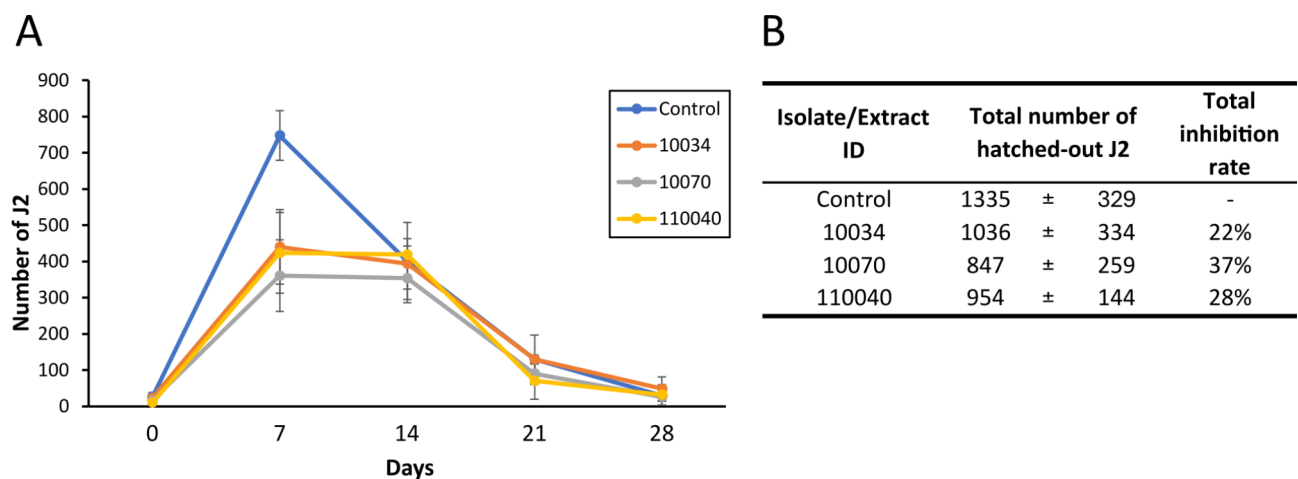 A
Number of J2
900
800
700
600
500
400
300
200
100
0
0 7 14 21 28
Days
Control
10034
10070
110040
B
Isolate/Extract ID Total number of hatched-out J2 Total inhibition rate
Control 1335 ± 329 -
10034 1036 ± 334 22%
10070 847 ± 259 37%
110040 954 ± 144 28%